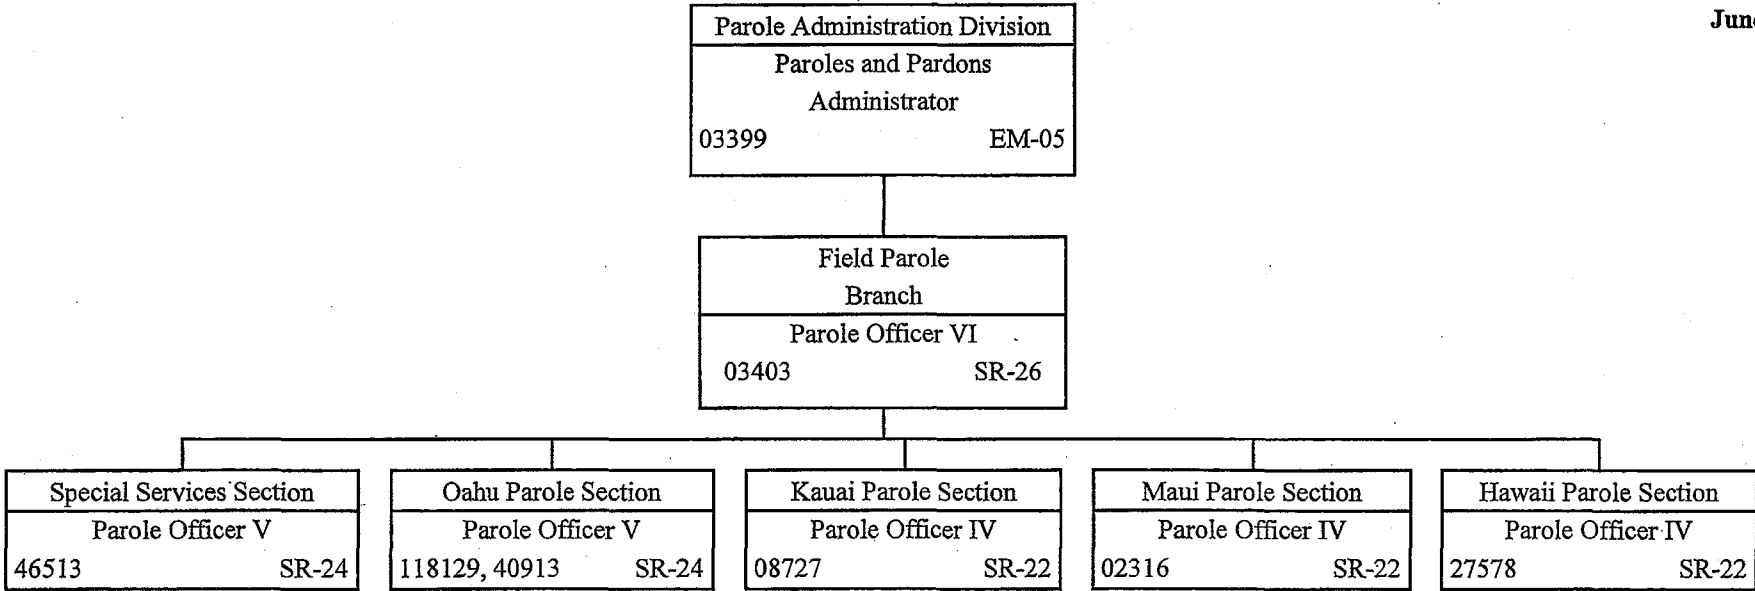 June
Parole Administration Division
Paroles and Pardons
Administrator
03399 EM-05
Field Parole
Branch
Parole Officer VI
03403 SR-26
Special Services Section
Parole Officer V
46513 SR-24
Oahu Parole Section
Parole Officer V
118129, 40913 SR-24
Kauai Parole Section
Parole Officer IV
08727 SR-22
Maui Parole Section
Parole Officer IV
02316 SR-22
Hawaii Parole Section
Parole Officer IV
27578 SR-22